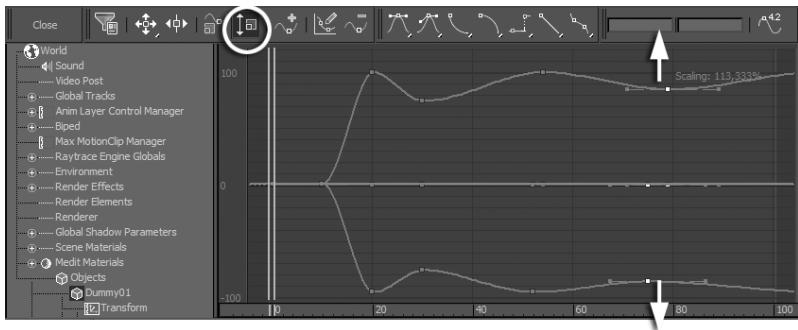 Close
4.2
World
Sound
Video Post
Global Tracks
Anim Layer Control Manager
Biped
Max MotionClip Manager
Raytrace Engine Globals
Environment
Render Effects
Render Elements
Renderer
Global Shadow Parameters
Scene Materials
Medit Materials
Objects
Dummy01
Transform
100
Scaling: 113.333%
0
-100
0 20 40 60 80 100